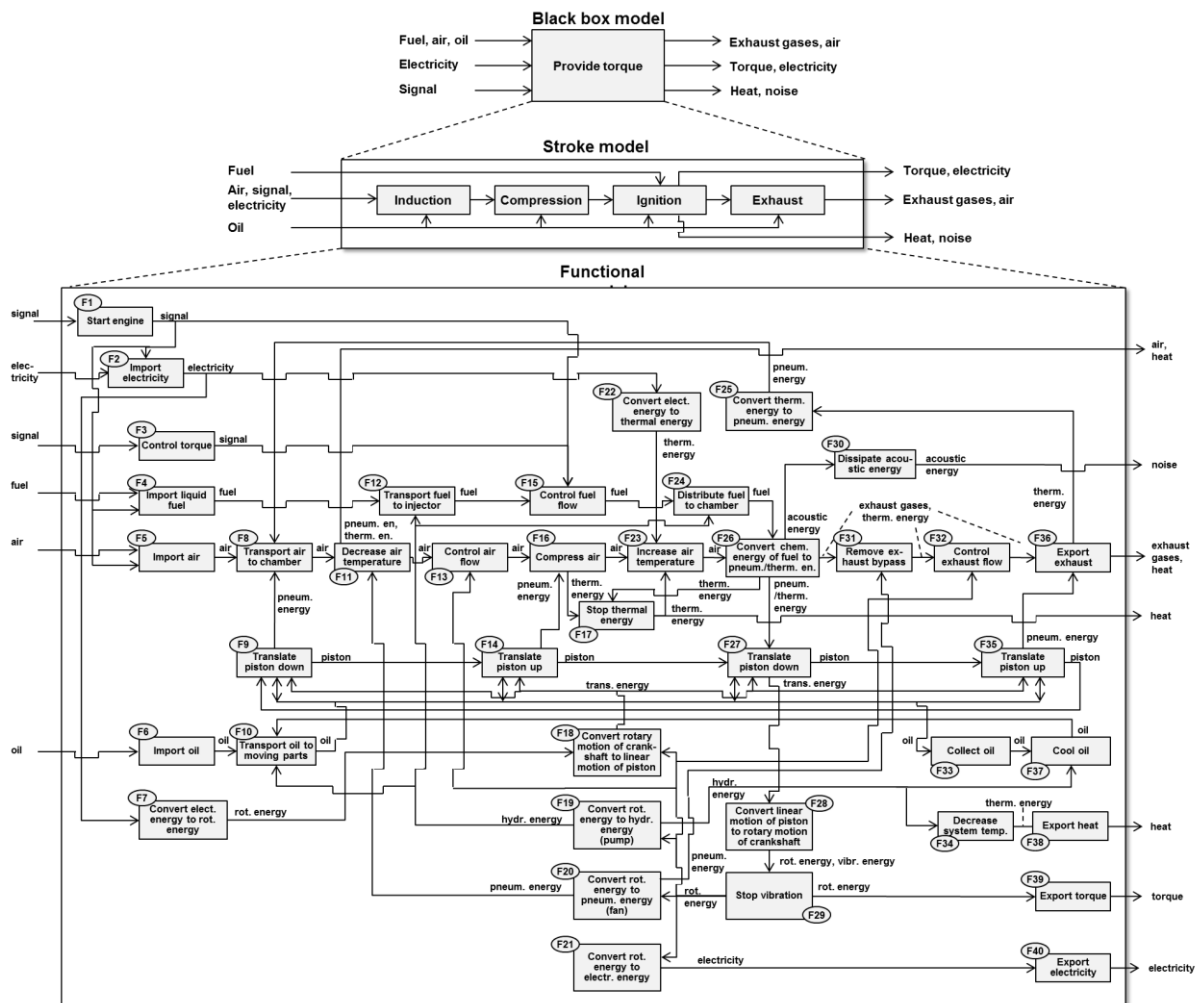 Black box model
Fuel, air, oil
Electricity
Signal
Provide torque
Exhaust gases, air
Torque, electricity
Heat, noise
Stroke model
Fuel
Air, signal,
electricity
Oil
Induction
Compression
Ignition
Exhaust
Torque, electricity
Exhaust gases, air
Heat, noise
Functional
signal
F1
Start engine
signal
elec-
tricity
F2
Import
electricity
electricity
air,
heat
F22
Convert elect.
energy to
thermal energy
therm.
energy
pneum.
energy
F25
Convert therm.
energy to
pneum. energy
signal
F3
Control torque
signal
F30
Dissipate acou-
stic energy
acoustic
energy
noise
fuel
F4
Import liquid
fuel
fuel
F12
Transport fuel
to injector
fuel
F15
Control fuel
flow
fuel
F24
Distribute fuel
to chamber
fuel
acoustic
energy
exhaust gases,
therm. energy
therm.
energy
air
F5
Import air
air
F8
Transport air
to chamber
air
pneum. en,
therm. en.
Decrease air
temperature
F11
air
Control air
flow
F13
air
F16
Compress air
air
F23
Increase air
temperature
air
F26
Convert chem.
energy of fuel to
pneum./therm. en.
F31
Remove ex-
haust bypass
F32
Control
exhaust flow
F36
Export
exhaust
exhaust
gases,
heat
pneum.
energy
pneum.
energy
therm.
energy
Stop thermal
energy
F17
therm.
energy
therm.
energy
pneum.
/therm.
energy
heat
pneum. energy
F9
Translate
piston down
piston
F14
Translate
piston up
piston
F27
Translate
piston down
piston
F35
Translate
piston up
piston
trans. energy
trans. energy
oil
F6
Import oil
oil
F10
Transport oil to
moving parts
oil
F18
Convert rotary
motion of crank-
shaft to linear
motion of piston
oil
Collect oil
F33
oil
Cool oil
F37
oil
F7
Convert elect.
energy to rot.
energy
rot. energy
hydr. energy
F19
Convert rot.
energy to hydr.
energy
(pump)
hydr.
energy
Convert linear
motion of piston
to rotary motion
of crankshaft
F28
Decrease
system temp.
F34
therm. energy
Export heat
F38
heat
pneum. energy
F20
Convert rot.
energy to
pneum. energy
(fan)
pneum.
energy
rot.
energy
rot. energy, vibr. energy
Stop vibration
F29
rot. energy
F39
Export torque
torque
F21
Convert rot.
energy to
electr. energy
electricity
F40
Export
electricity
electricity